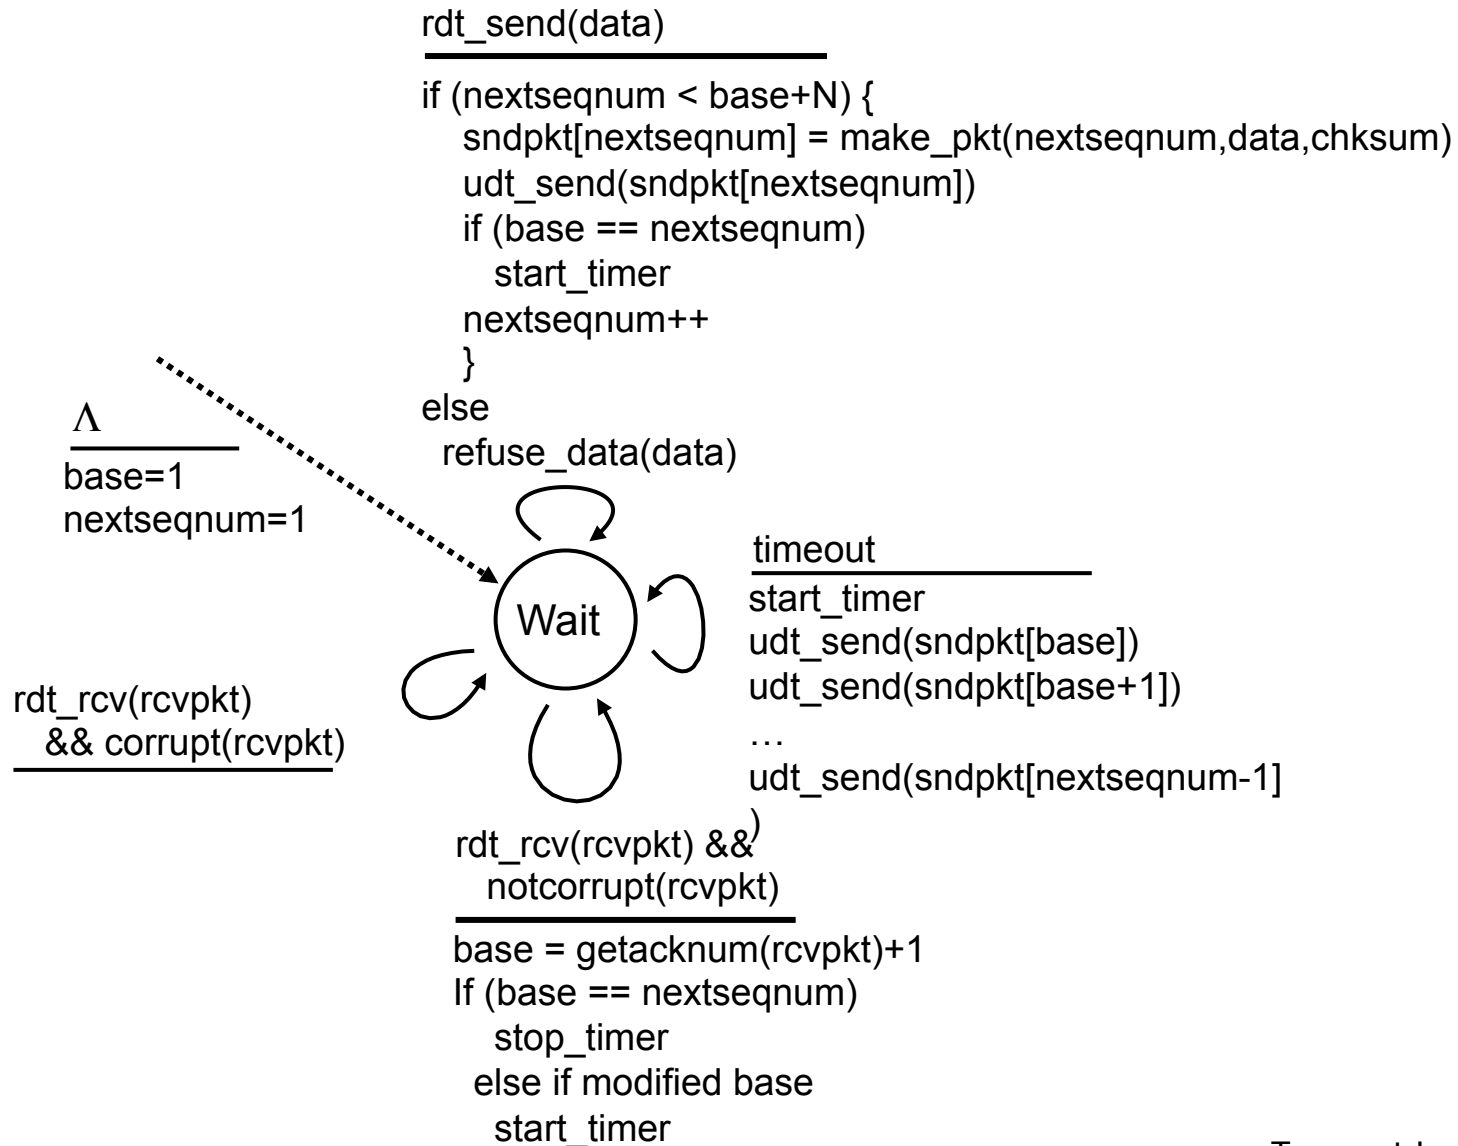 rdt_send(data)
if (nextseqnum < base+N) {
sndpkt[nextseqnum] = make_pkt(nextseqnum,data,chksum)
udt_send(sndpkt[nextseqnum])
if (base == nextseqnum)
start_timer
nextseqnum++
}
else
refuse_data(data)
Λ
base=1
nextseqnum=1
Wait
timeout
start_timer
udt_send(sndpkt[base])
udt_send(sndpkt[base+1])
…
udt_send(sndpkt[nextseqnum-1]
)
rdt_rcv(rcvpkt)
&& corrupt(rcvpkt)
rdt_rcv(rcvpkt) &&
notcorrupt(rcvpkt)
base = getacknum(rcvpkt)+1
If (base == nextseqnum)
stop_timer
else if modified base
start_timer